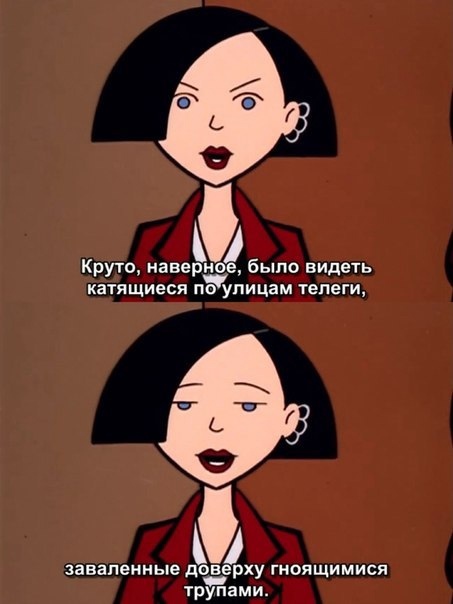 Круто, наверное, было видеть
катящиеся по улицам телеги,
заваленные доверху гноящимися
трупами.